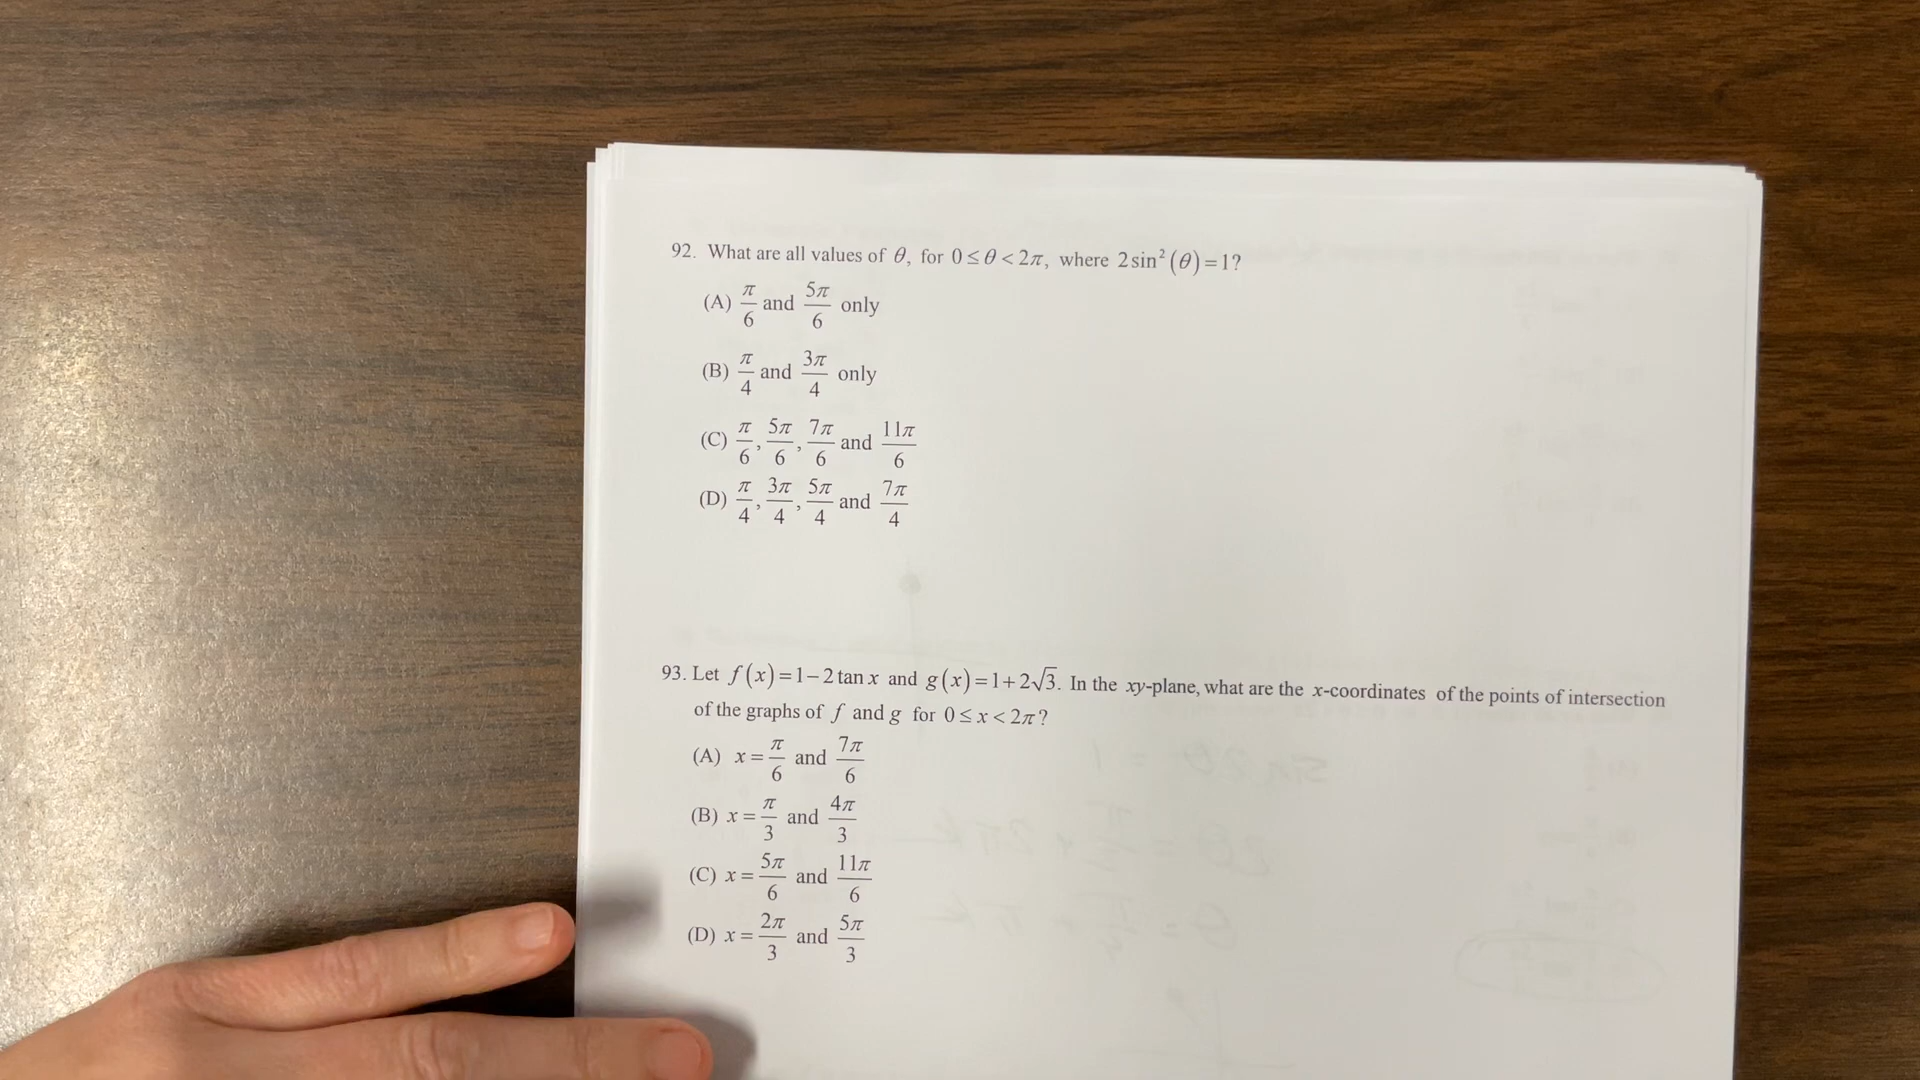 92. What are all values of θ, for 0 ≤ θ < 2π, where 2 sin² (θ) = 1?
(A) π/6 and 5π/6 only
(B) π/4 and 3π/4 only
(C) π/6, 5π/6, 7π/6 and 11π/6
(D) π/4, 3π/4, 5π/4 and 7π/4
93. Let f(x) = 1 − 2 tan x and g(x) = 1 + 2√3. In the xy-plane, what are the x-coordinates of the points of intersection
of the graphs of f and g for 0 ≤ x < 2π?
(A) x = π/6 and 7π/6
(B) x = π/3 and 4π/3
(C) x = 5π/6 and 11π/6
(D) x = 2π/3 and 5π/3